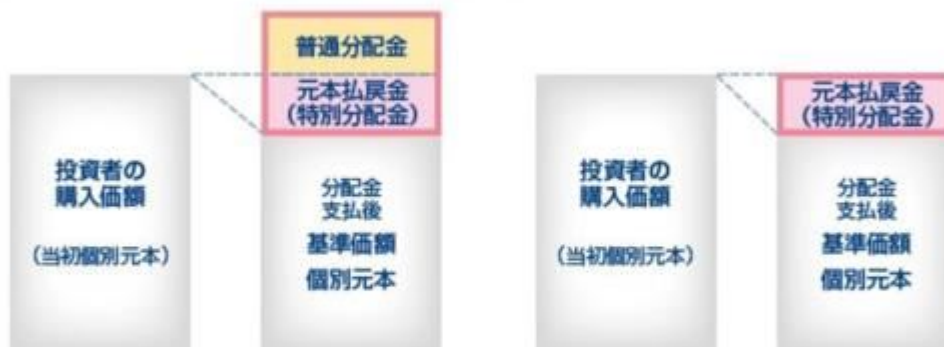 普通分配金
元本払戻金
(特別分配金)
投資者の
購入価額
(当初個別元本)
分配金
支払後
基準価額
個別元本
元本払戻金
(特別分配金)
投資者の
購入価額
(当初個別元本)
分配金
支払後
基準価額
個別元本